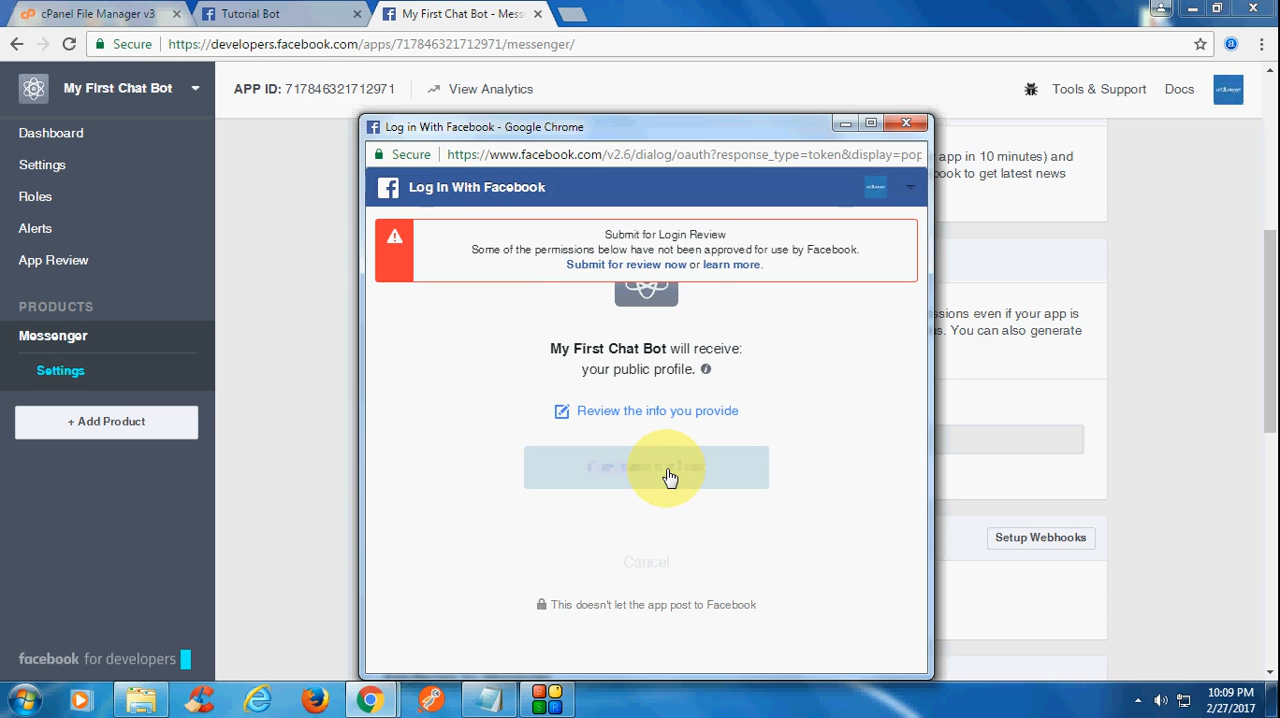 cPanel File Manager v3
Tutorial Bot
My First Chat Bot - Mess
Secure
https://developers.facebook.com/apps/717846321712971/messenger/
My First Chat Bot
APP ID: 717846321712971
View Analytics
Tools & Support
Docs
Dashboard
Settings
Roles
Alerts
App Review
PRODUCTS
Messenger
Settings
+ Add Product
facebook for developers
Log in With Facebook - Google Chrome
Secure
https://www.facebook.com/v2.6/dialog/oauth?response_type=token&display=pop
Log In With Facebook
Submit for Login Review
Some of the permissions below have not been approved for use by Facebook.
Submit for review now or learn more.
My First Chat Bot will receive:
your public profile.
Review the info you provide
Cancel
This doesn't let the app post to Facebook
app in 10 minutes) and
book to get latest news
sions even if your app is
ns. You can also generate
Setup Webhooks
10:09 PM
2/27/2017